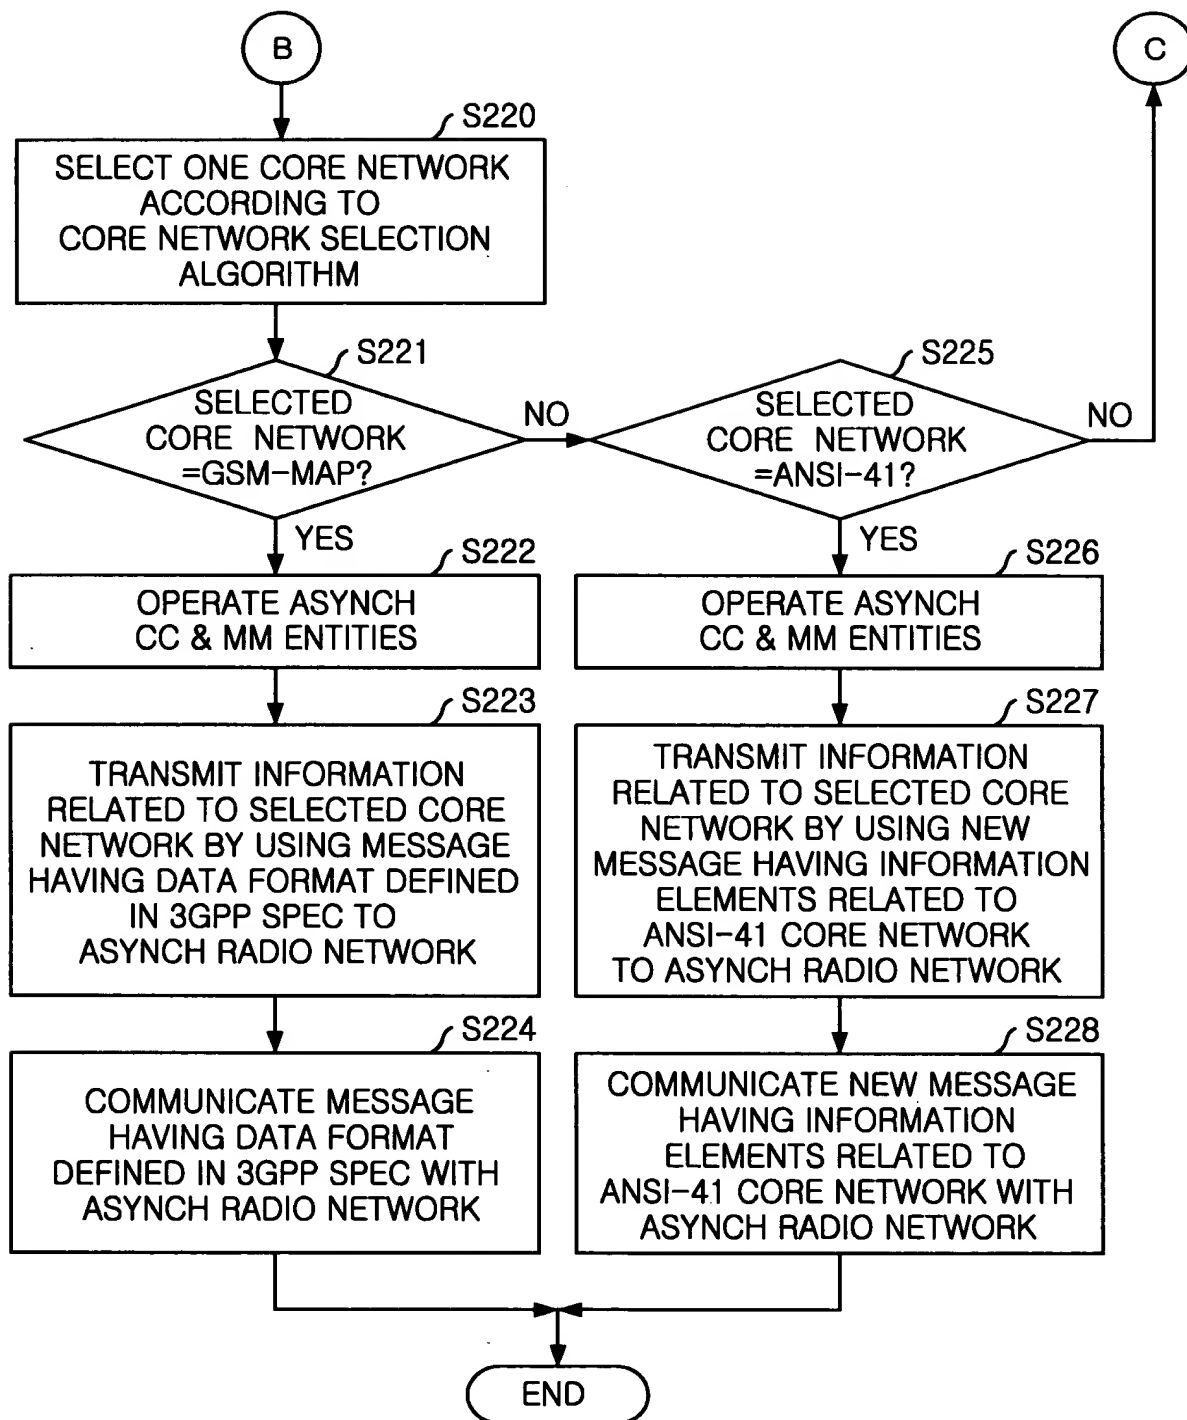 B
C
S220
SELECT ONE CORE NETWORK
ACCORDING TO
CORE NETWORK SELECTION
ALGORITHM
S221
SELECTED
CORE NETWORK
=GSM-MAP?
NO
YES
S225
SELECTED
CORE NETWORK
=ANSI-41?
NO
YES
S222
OPERATE ASYNCH
CC & MM ENTITIES
S226
OPERATE ASYNCH
CC & MM ENTITIES
S223
TRANSMIT INFORMATION
RELATED TO SELECTED CORE
NETWORK BY USING MESSAGE
HAVING DATA FORMAT DEFINED
IN 3GPP SPEC TO
ASYNCH RADIO NETWORK
S227
TRANSMIT INFORMATION
RELATED TO SELECTED CORE
NETWORK BY USING NEW
MESSAGE HAVING INFORMATION
ELEMENTS RELATED TO
ANSI-41 CORE NETWORK
TO ASYNCH RADIO NETWORK
S224
COMMUNICATE MESSAGE
HAVING DATA FORMAT
DEFINED IN 3GPP SPEC WITH
ASYNCH RADIO NETWORK
S228
COMMUNICATE NEW MESSAGE
HAVING INFORMATION
ELEMENTS RELATED TO
ANSI-41 CORE NETWORK WITH
ASYNCH RADIO NETWORK
END